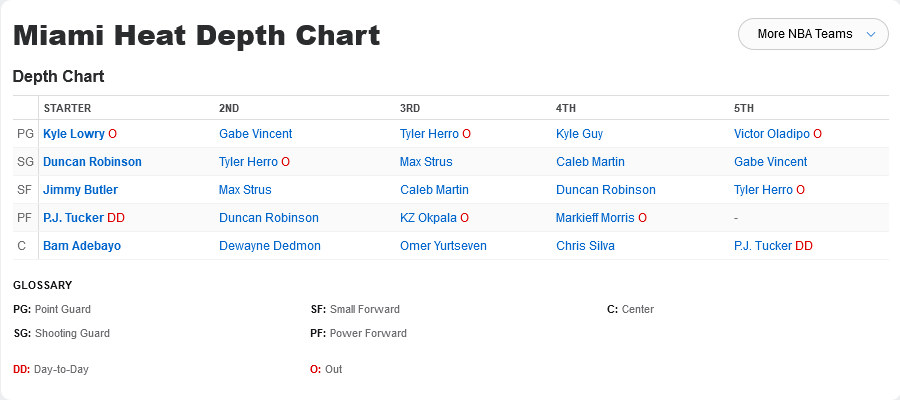 Miami Heat Depth Chart
More NBA Teams
Depth Chart
STARTER 2ND 3RD 4TH 5TH
PG Kyle Lowry O Gabe Vincent Tyler Herro O Kyle Guy Victor Oladipo O
SG Duncan Robinson Tyler Herro O Max Strus Caleb Martin Gabe Vincent
SF Jimmy Butler Max Strus Caleb Martin Duncan Robinson Tyler Herro O
PF P.J. Tucker DD Duncan Robinson KZ Okpala O Markieff Morris O -
C Bam Adebayo Dewayne Dedmon Omer Yurtseven Chris Silva P.J. Tucker DD
GLOSSARY
PG: Point Guard SF: Small Forward C: Center
SG: Shooting Guard PF: Power Forward
DD: Day-to-Day O: Out